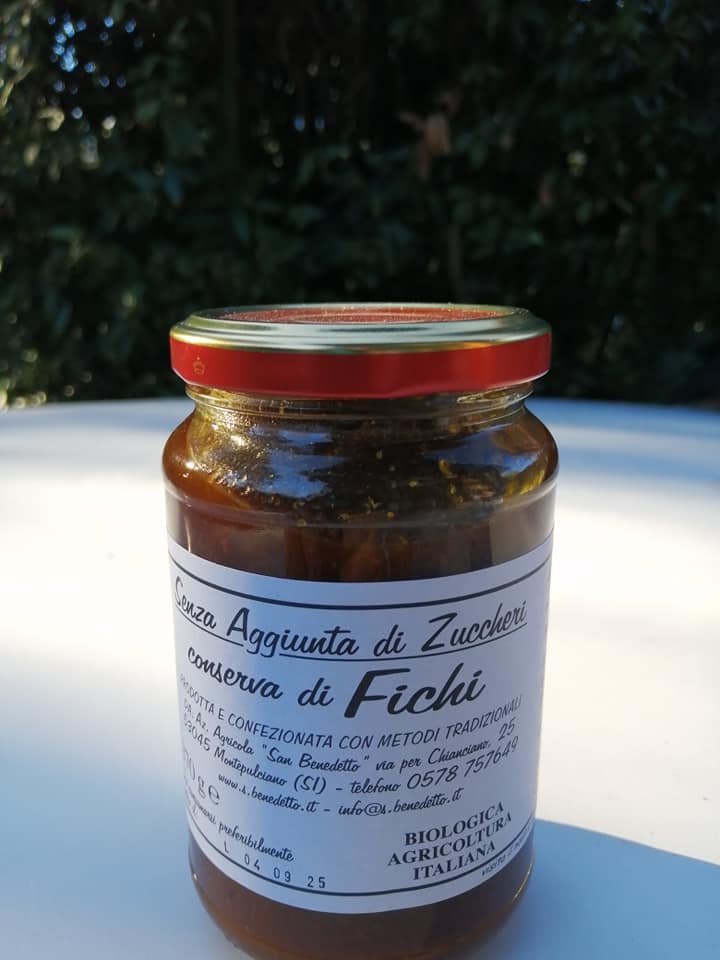 Senza Aggiunta di Zuccheri
conserva di Fichi
PRODOTTA E CONFEZIONATA CON METODI TRADIZIONALI
DA: Az. Agricola "San Benedetto" via per Chianciano, 25
53045 Montepulciano (SI) - telefono 0578 757649
www.s.benedetto.it - info@s.benedetto.it
g e
preferibilmente
L 04 09 25
BIOLOGICA
AGRICOLTURA
ITALIANA